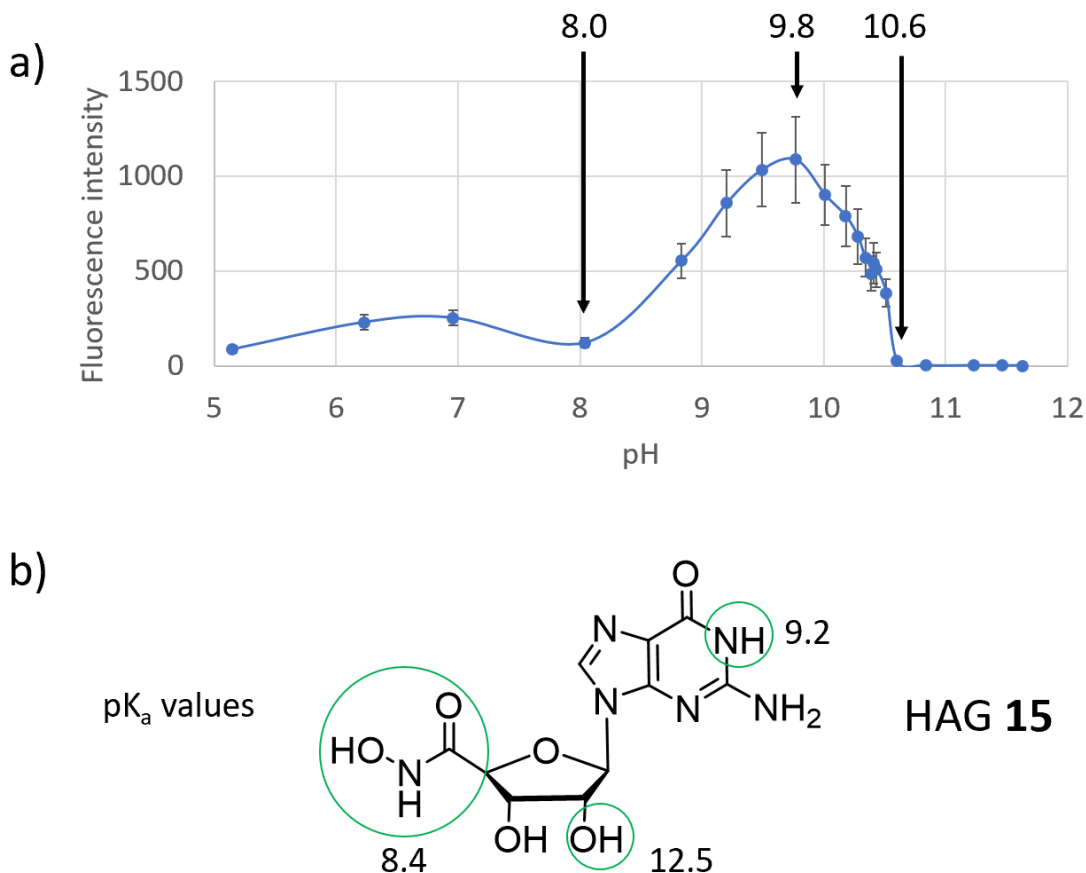 8.0 9.8 10.6
a)
Fluorescence intensity
1500
1000
500
0
5 6 7 8 9 10 11 12
pH
b)
O
N NH 9.2
pKa values
O N N NH2 HAG 15
HO O
N
H
OH OH
8.4 12.5